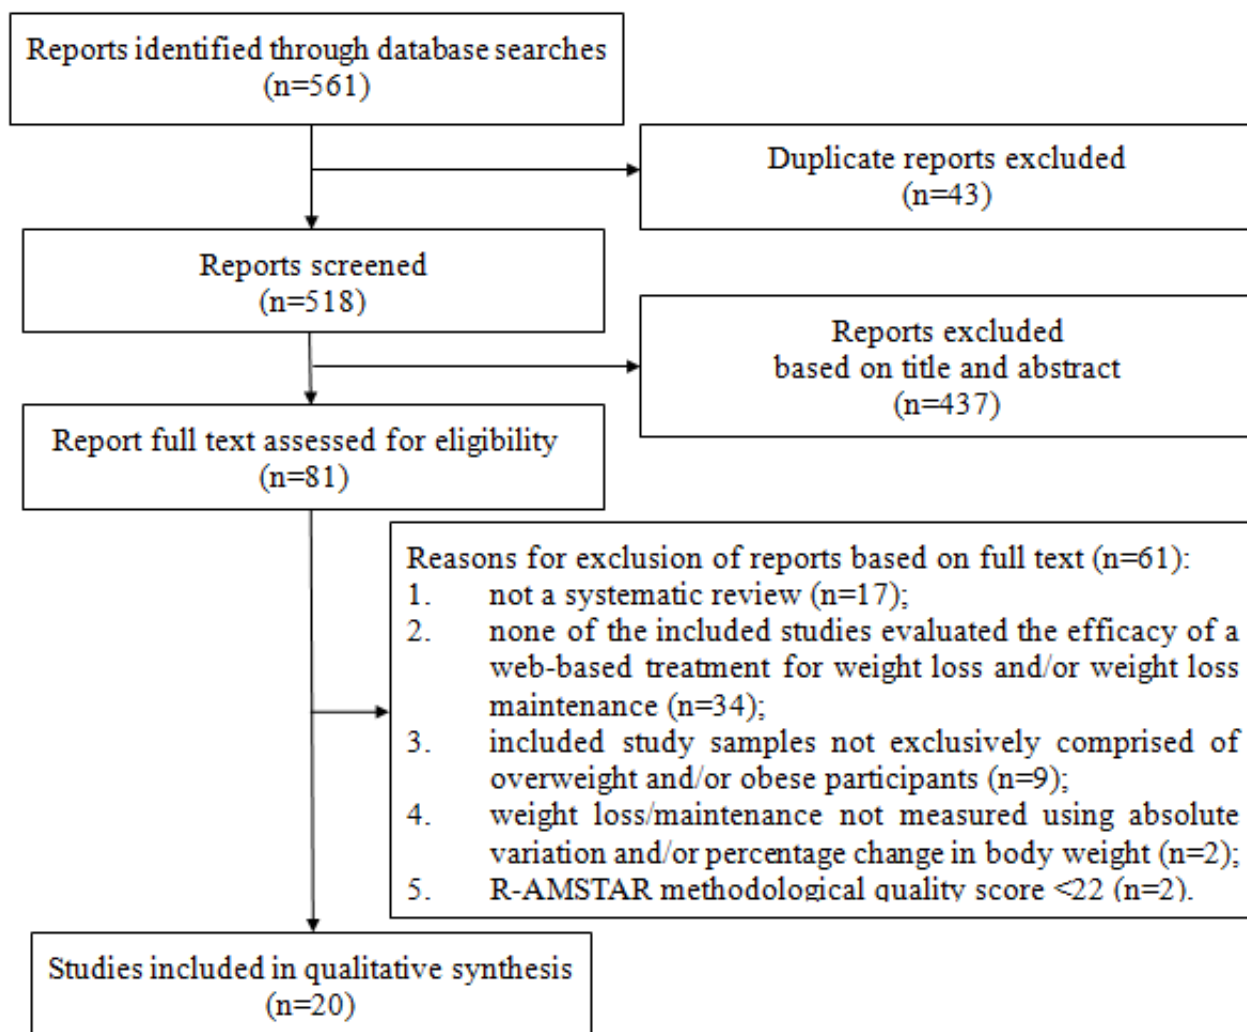 Reports identified through database searches
(n=561)
Duplicate reports excluded
(n=43)
Reports screened
(n=518)
Reports excluded
based on title and abstract
(n=437)
Report full text assessed for eligibility
(n=81)
Reasons for exclusion of reports based on full text (n=61):
1. not a systematic review (n=17);
2. none of the included studies evaluated the efficacy of a
web-based treatment for weight loss and/or weight loss
maintenance (n=34);
3. included study samples not exclusively comprised of
overweight and/or obese participants (n=9);
4. weight loss/maintenance not measured using absolute
variation and/or percentage change in body weight (n=2);
5. R-AMSTAR methodological quality score <22 (n=2).
Studies included in qualitative synthesis
(n=20)